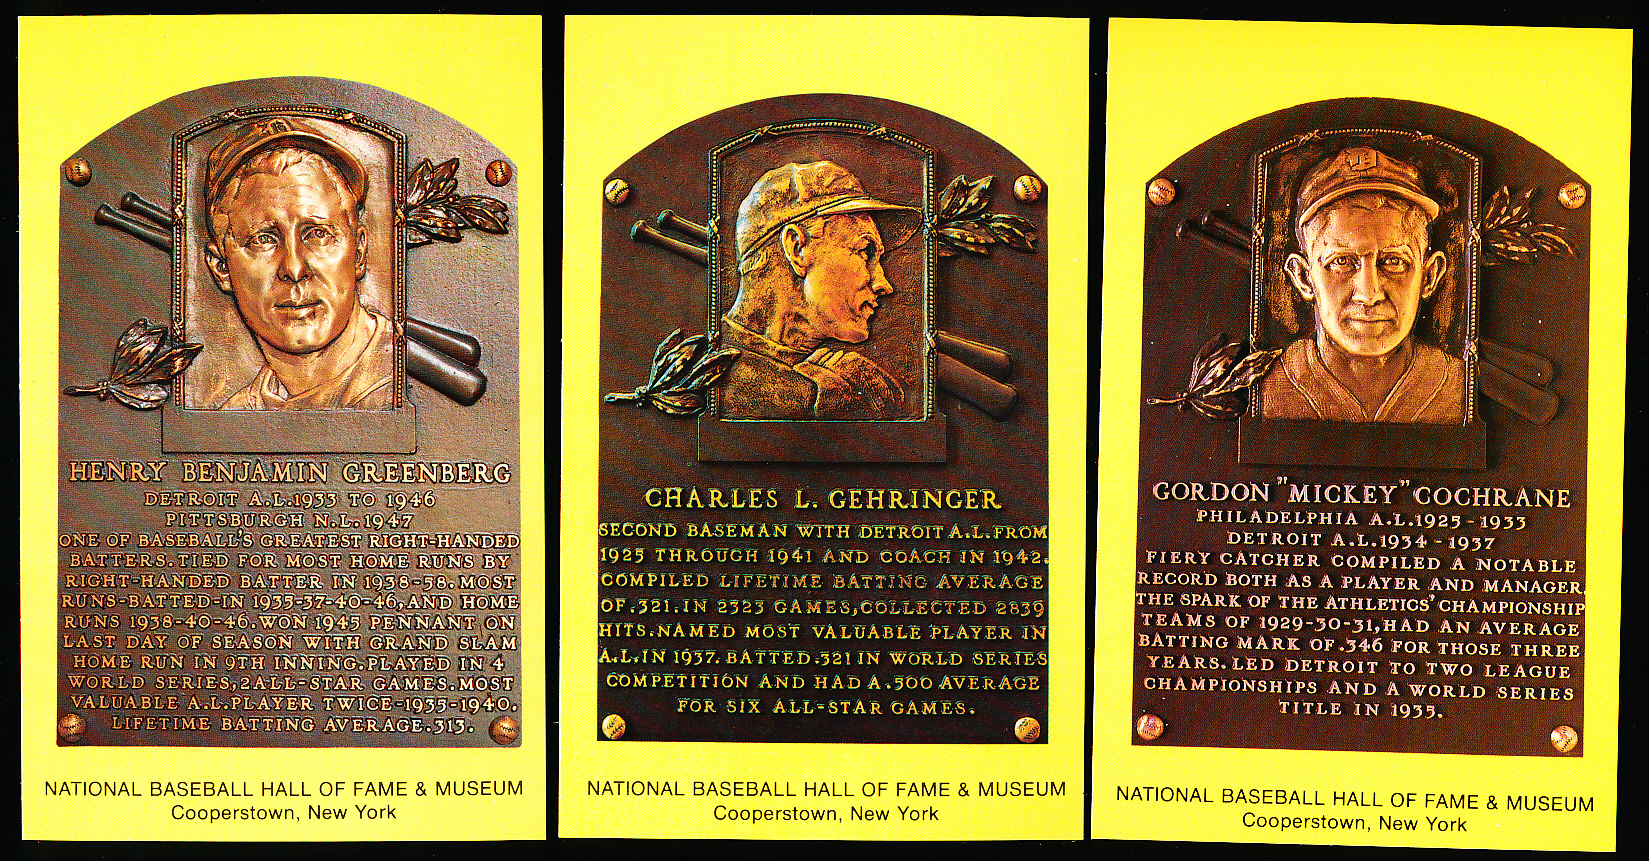 HENRY BENJAMIN GREENBERG
DETROIT A.L.1933 TO 1946
PITTSBURGH N.L.1947
ONE OF BASEBALL'S GREATEST RIGHT-HANDED
BATTERS.TIED FOR MOST HOME RUNS BY
RIGHT-HANDED BATTER IN 1938-58.MOST
RUNS-BATTED-IN 1935-37-40-46,AND HOME
RUNS 1938-40-46.WON 1945 PENNANT ON
LAST DAY OF SEASON WITH GRAND SLAM
HOME RUN IN 9TH INNING.PLAYED IN 4
WORLD SERIES,2ALL-STAR GAMES.MOST
VALUABLE A.L.PLAYER TWICE-1935-1940.
LIFETIME BATTING AVERAGE.313.
NATIONAL BASEBALL HALL OF FAME & MUSEUM
Cooperstown, New York
CHARLES L. GEHRINGER
SECOND BASEMAN WITH DETROIT A.L.FROM
1925 THROUGH 1941 AND COACH IN 1942.
COMPILED LIFETIME BATTING AVERAGE
OF.321.IN 2323 GAMES,COLLECTED 2839
HITS.NAMED MOST VALUABLE PLAYER IN
A.L.IN 1937. BATTED.321 IN WORLD SERIES
COMPETITION AND HAD A.500 AVERAGE
FOR SIX ALL-STAR GAMES.
NATIONAL BASEBALL HALL OF FAME & MUSEUM
Cooperstown, New York
D
GORDON "MICKEY" COCHRANE
PHILADELPHIA A.L.1925-1933
DETROIT A.L.1934-1937
FIERY CATCHER COMPILED A NOTABLE
RECORD BOTH AS A PLAYER AND MANAGER.
THE SPARK OF THE ATHLETICS' CHAMPIONSHIP
TEAMS OF 1929-30-31,HAD AN AVERAGE
BATTING MARK OF.346 FOR THOSE THREE
YEARS.LED DETROIT TO TWO LEAGUE
CHAMPIONSHIPS AND A WORLD SERIES
TITLE IN 1935.
NATIONAL BASEBALL HALL OF FAME & MUSEUM
Cooperstown, New York